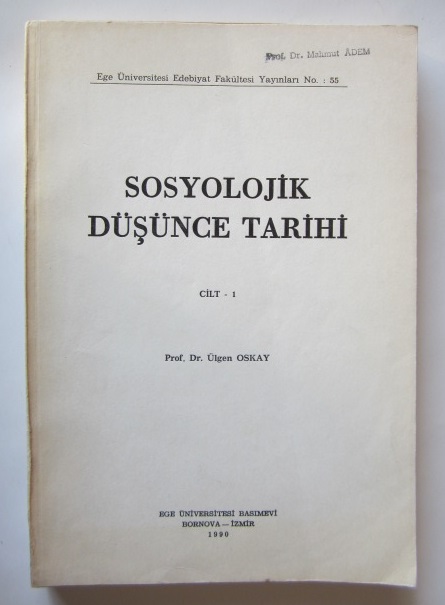 Prof. Dr. Mahmut ÂDEM
Ege Üniversitesi Edebiyat Fakültesi Yayınları No. : 55
SOSYOLOJİK
DÜŞÜNCE TARİHİ
CİLT - 1
Prof. Dr. Ülgen OSKAY
EGE ÜNİVERSİTESİ BASIMEVİ
BORNOVA — İZMİR
1990